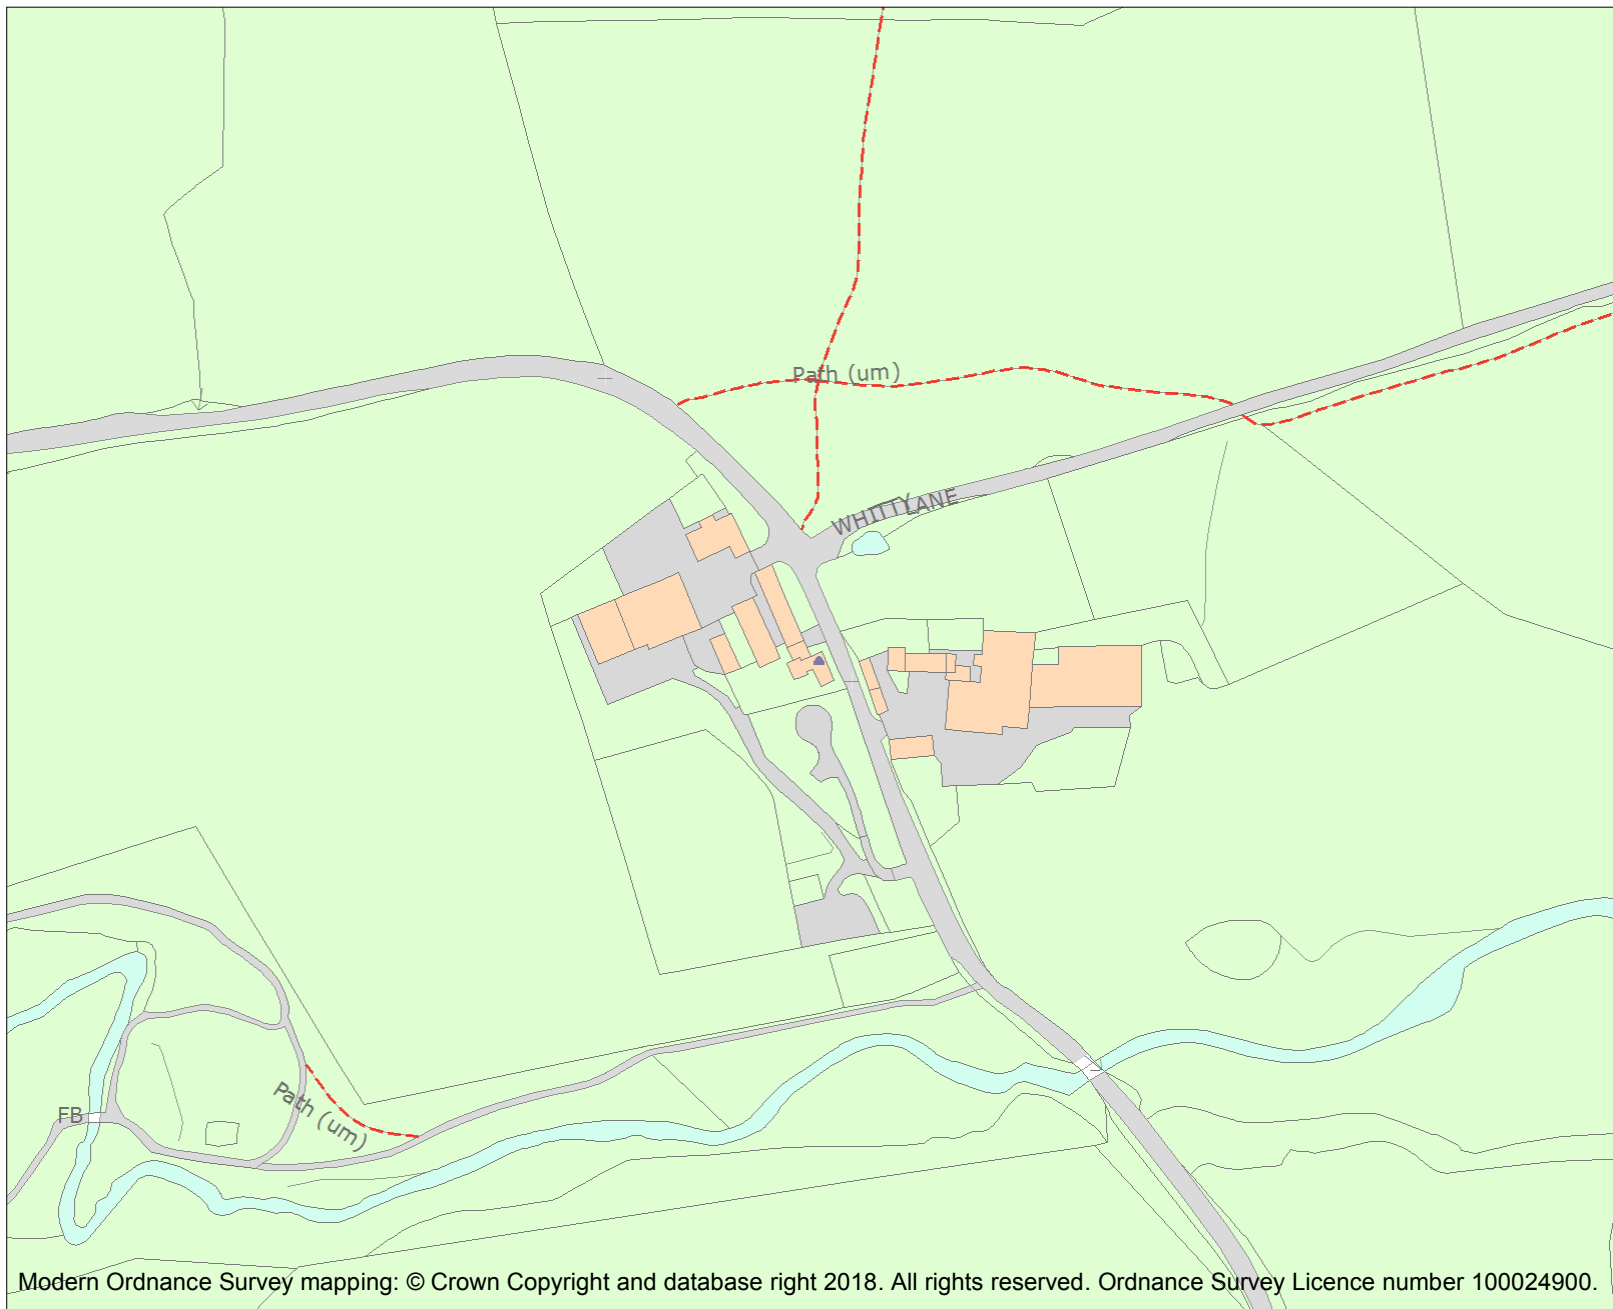 Path (um)
WHITTY LANE
Path (um)
FB
Modern Ordnance Survey mapping: © Crown Copyright and database right 2018. All rights reserved. Ordnance Survey Licence number 100024900.